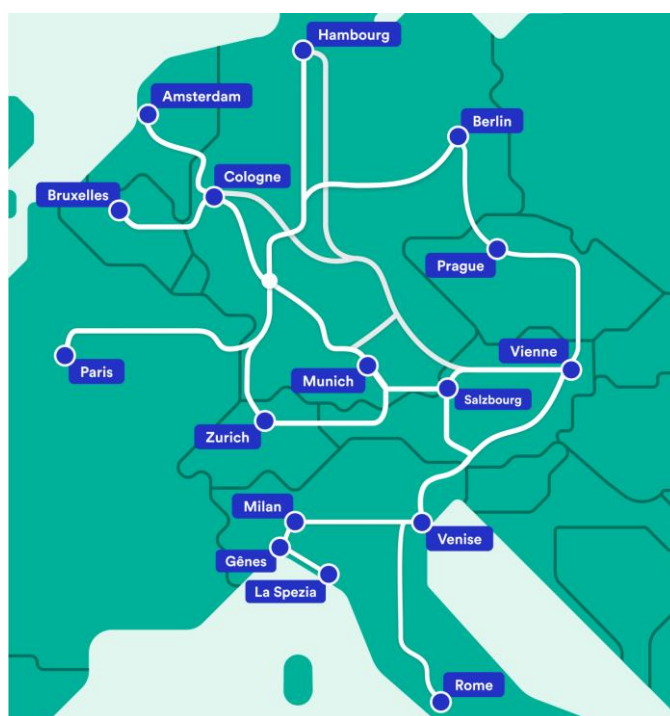 Hambourg
Amsterdam
Berlin
Cologne
Bruxelles
Prague
Vienne
Paris
Munich
Salzbourg
Zurich
Milan
Venise
Gênes
La Spezia
Rome